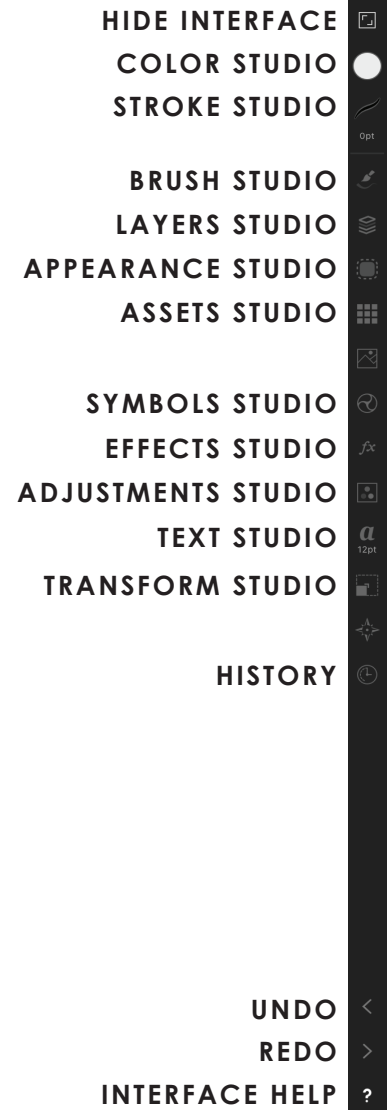 HIDE INTERFACE
COLOR STUDIO
STROKE STUDIO
0pt
BRUSH STUDIO
LAYERS STUDIO
APPEARANCE STUDIO
ASSETS STUDIO
SYMBOLS STUDIO
EFFECTS STUDIO fx
ADJUSTMENTS STUDIO
TEXT STUDIO a
12pt
TRANSFORM STUDIO
HISTORY
UNDO <
REDO >
INTERFACE HELP ?